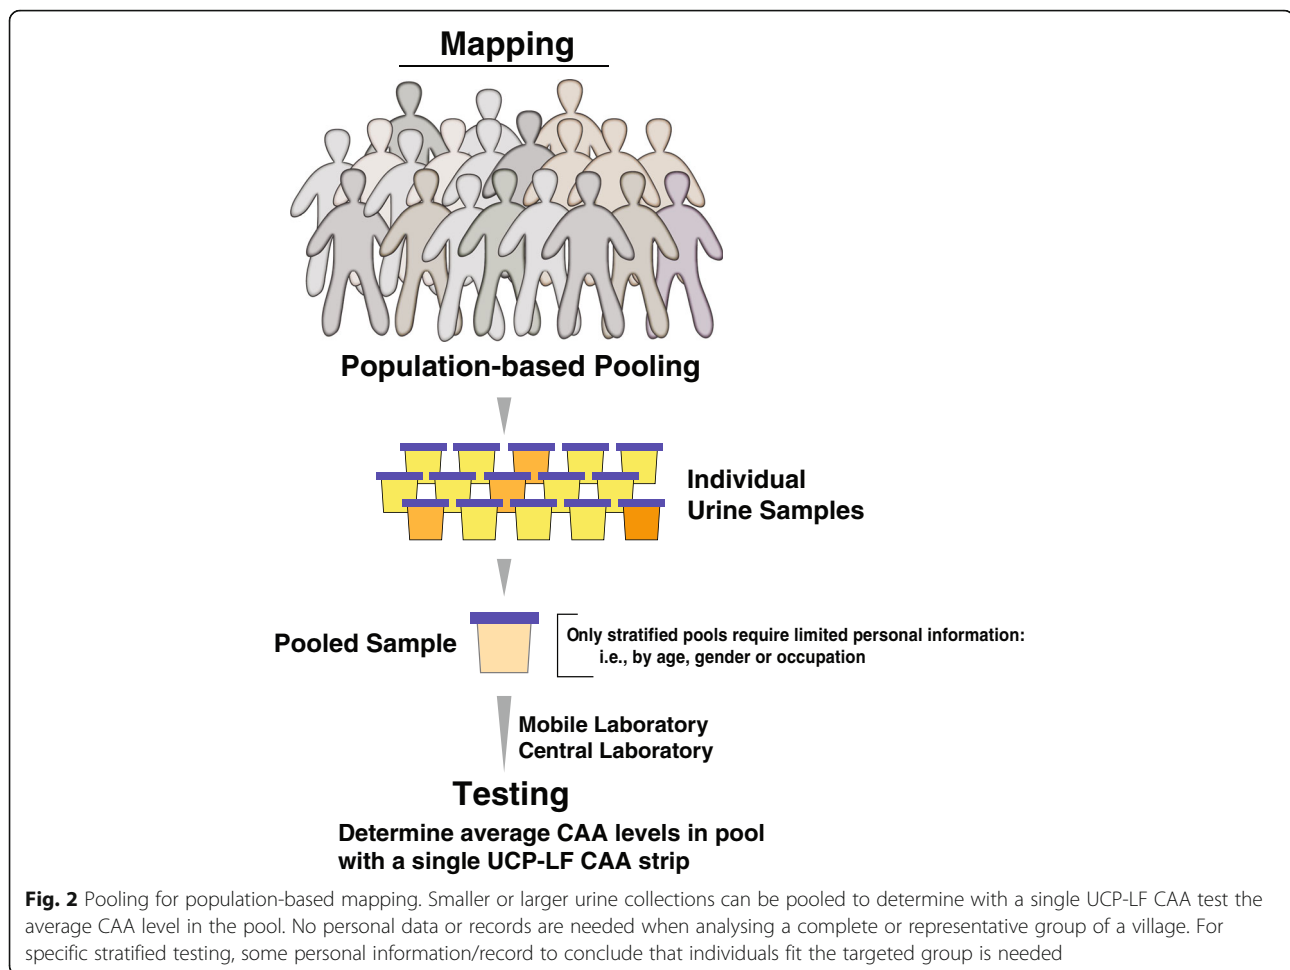 Mapping
Population-based Pooling
Individual
Urine Samples
Pooled Sample
Only stratified pools require limited personal information:
i.e., by age, gender or occupation
Mobile Laboratory
Central Laboratory
Testing
Determine average CAA levels in pool
with a single UCP-LF CAA strip
Fig. 2 Pooling for population-based mapping. Smaller or larger urine collections can be pooled to determine with a single UCP-LF CAA test the
average CAA level in the pool. No personal data or records are needed when analysing a complete or representative group of a village. For
specific stratified testing, some personal information/record to conclude that individuals fit the targeted group is needed